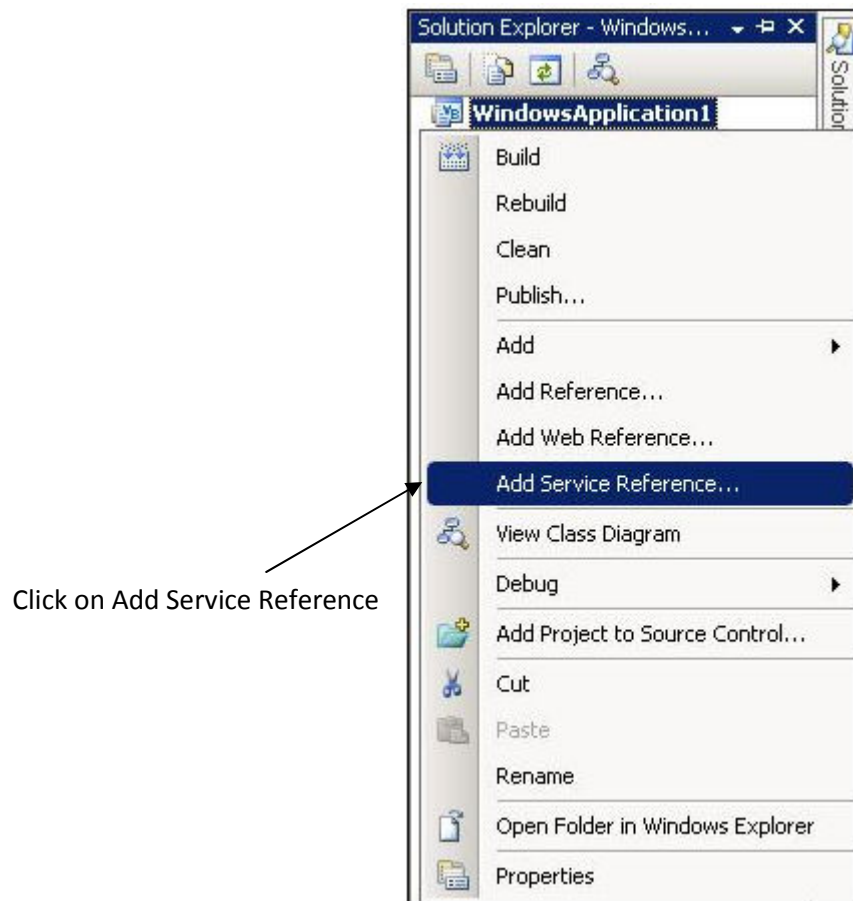 Solution Explorer - Windows...
Solution
WindowsApplication1
Build
Rebuild
Clean
Publish...
Add
Add Reference...
Add Web Reference...
Add Service Reference...
View Class Diagram
Debug
Click on Add Service Reference
Add Project to Source Control...
Cut
Paste
Rename
Open Folder in Windows Explorer
Properties